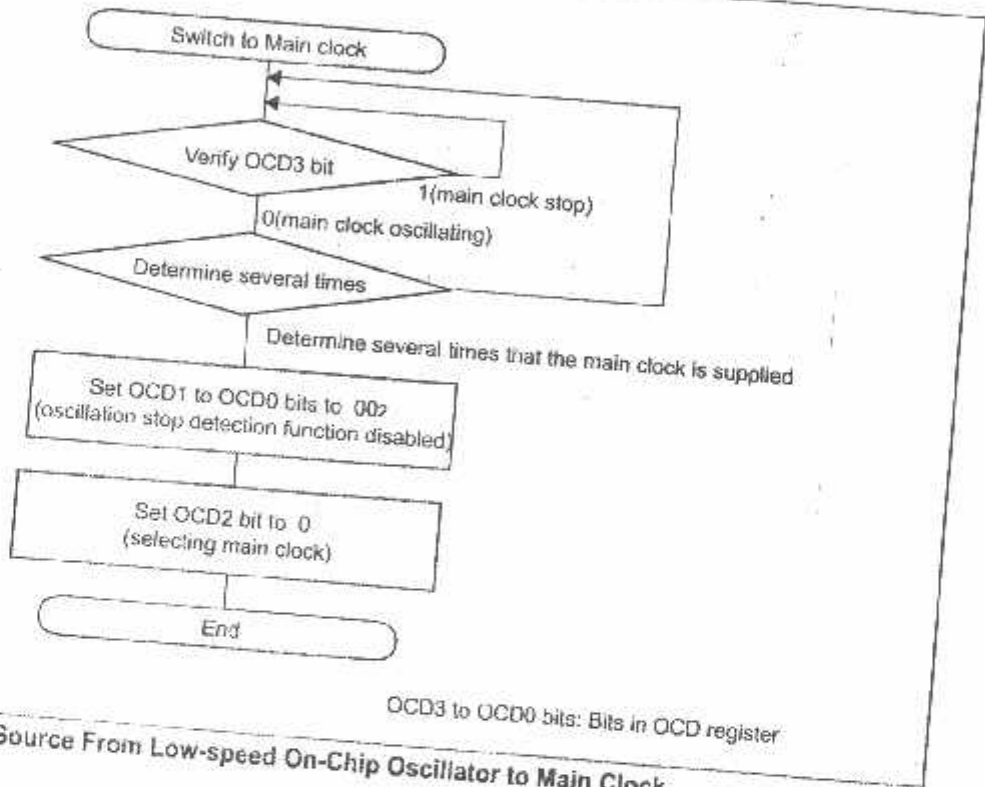 Switch to Main clock
Verify OCD3 bit
1(main clock stop)
0(main clock oscillating)
Determine several times
Determine several times that the main clock is supplied
Set OCD1 to OCD0 bits to 002
(oscillation stop detection function disabled)
Set OCD2 bit to 0
(selecting main clock)
End
OCD3 to OCD0 bits: Bits in OCD register
Source From Low-speed On-Chip Oscillator to Main Clock